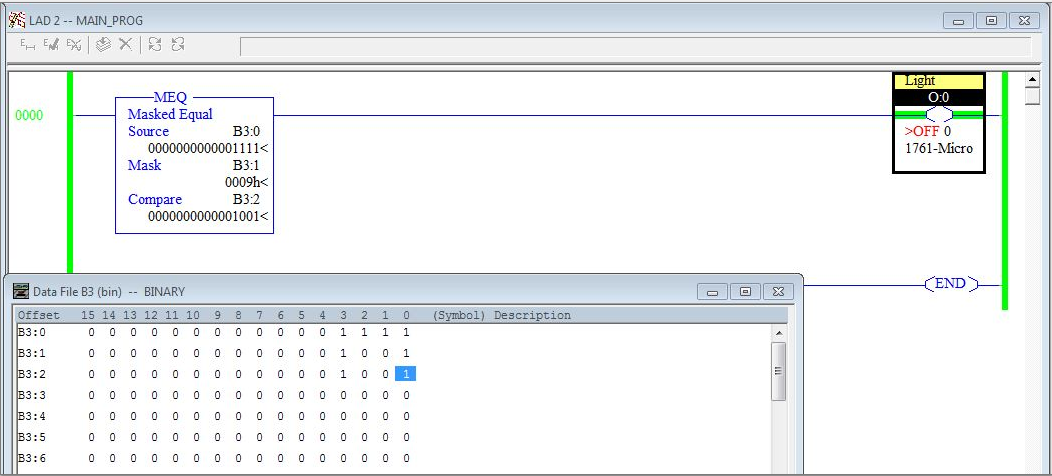 LAD 2 -- MAIN_PROG
Light
MEQ O:0
0000 Masked Equal
Source B3:0 >OFF 0
0000000000001111< 1761-Micro
Mask B3:1
0009h<
Compare B3:2
0000000000001001<
END
Data File B3 (bin) -- BINARY
Offset 15 14 13 12 11 10 9 8 7 6 5 4 3 2 1 0 (Symbol) Description
B3:0 0 0 0 0 0 0 0 0 0 0 0 0 1 1 1 1
B3:1 0 0 0 0 0 0 0 0 0 0 0 0 1 0 0 1
B3:2 0 0 0 0 0 0 0 0 0 0 0 0 1 0 0 1
B3:3 0 0 0 0 0 0 0 0 0 0 0 0 0 0 0 0
B3:4 0 0 0 0 0 0 0 0 0 0 0 0 0 0 0 0
B3:5 0 0 0 0 0 0 0 0 0 0 0 0 0 0 0 0
B3:6 0 0 0 0 0 0 0 0 0 0 0 0 0 0 0 0